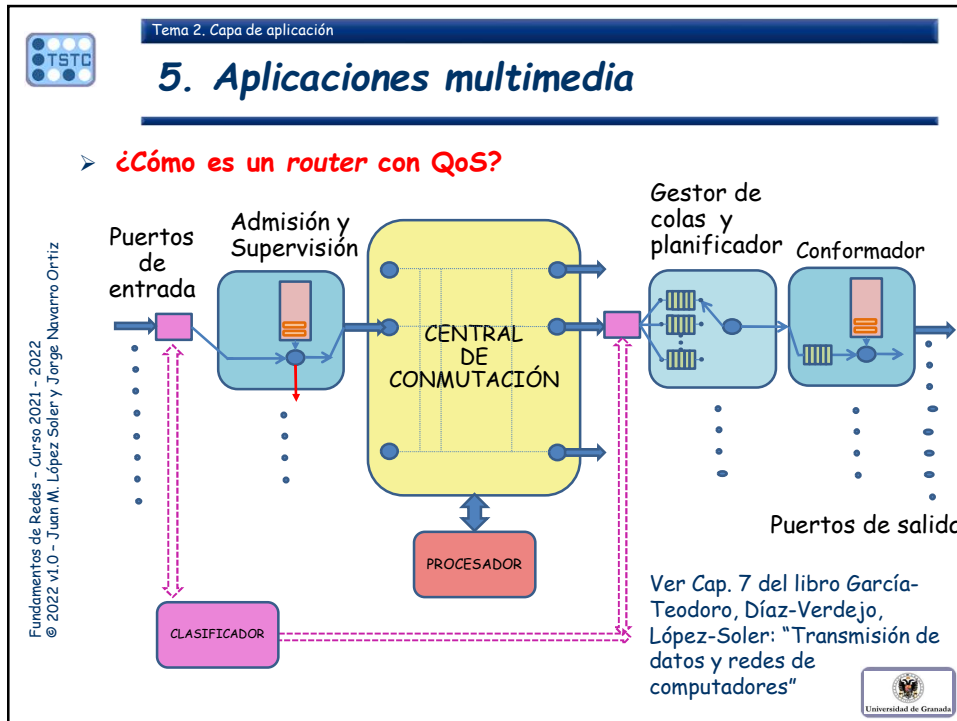 Tema 2. Capa de aplicación
TSTC
5. Aplicaciones multimedia
¿Cómo es un router con QoS?
Puertos
de
entrada
Admisión y
Supervisión
Gestor de
colas y
planificador
Conformador
CENTRAL
DE
CONMUTACIÓN
PROCESADOR
CLASIFICADOR
Puertos de salida
Ver Cap. 7 del libro García-
Teodoro, Díaz-Verdejo,
López-Soler: "Transmisión de
datos y redes de
computadores"
Fundamentos de Redes - Curso 2021 - 2022
© 2022 v1.0 - Juan M. López Soler y Jorge Navarro Ortiz
Universidad de Granada